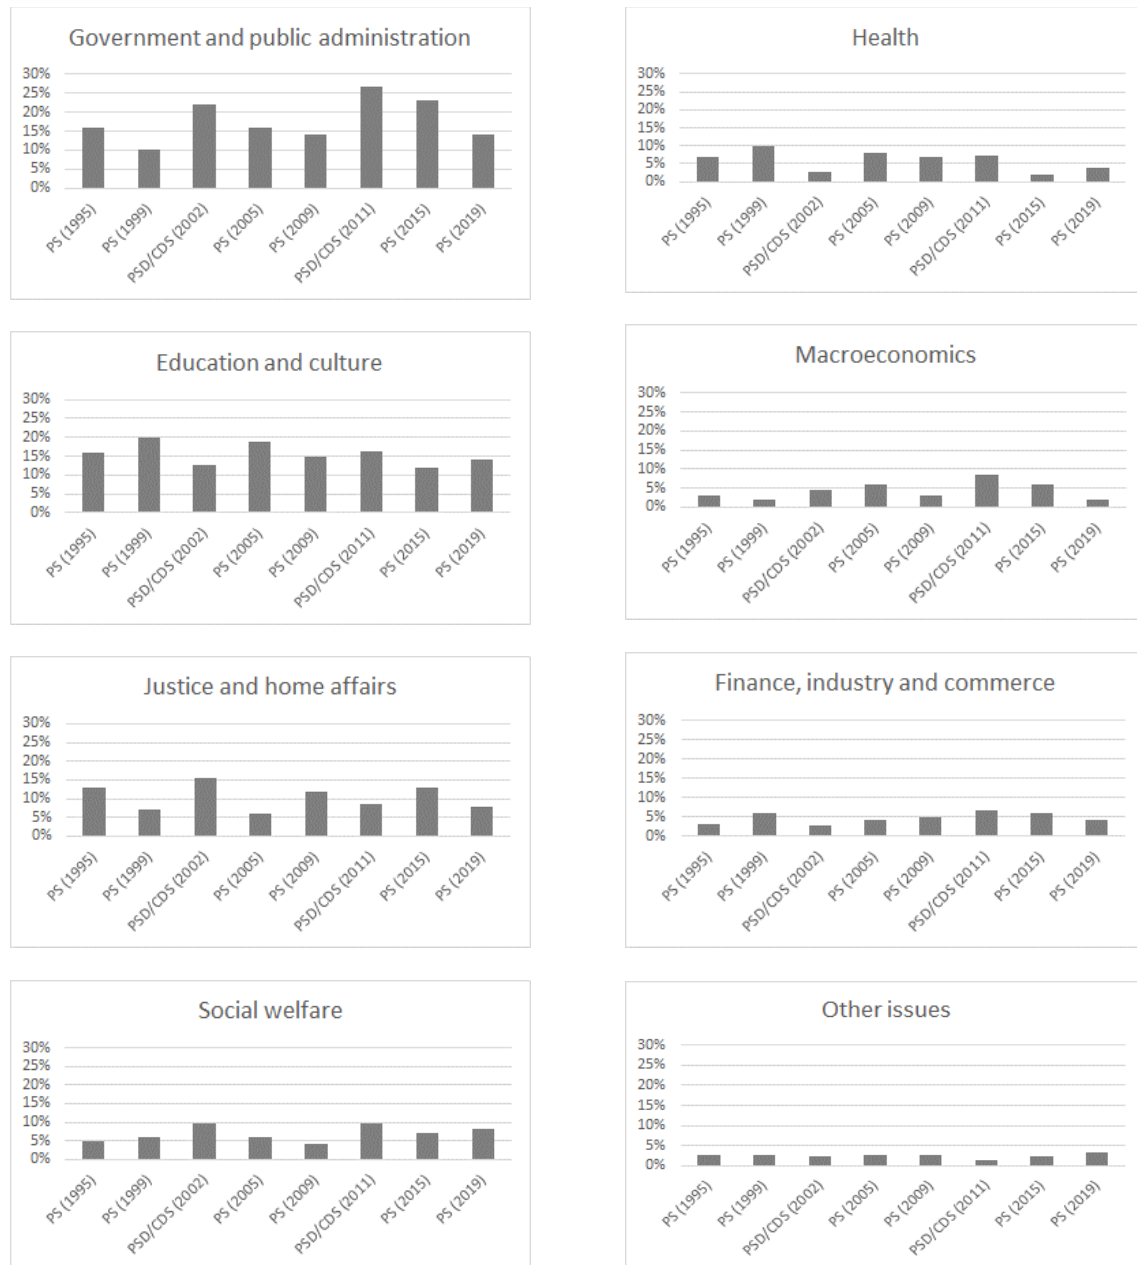 Government and public administration
30%
25%
20%
15%
10%
5%
0%
PS (1995)
PS (1999)
PSD/CDS (2002)
PS (2005)
PS (2009)
PSD/CDS (2011)
PS (2015)
PS (2019)
Health
30%
25%
20%
15%
10%
5%
0%
PS (1995)
PS (1999)
PSD/CDS (2002)
PS (2005)
PS (2009)
PSD/CDS (2011)
PS (2015)
PS (2019)
Education and culture
30%
25%
20%
15%
10%
5%
0%
PS (1995)
PS (1999)
PSD/CDS (2002)
PS (2005)
PS (2009)
PSD/CDS (2011)
PS (2015)
PS (2019)
Macroeconomics
30%
25%
20%
15%
10%
5%
0%
PS (1995)
PS (1999)
PSD/CDS (2002)
PS (2005)
PS (2009)
PSD/CDS (2011)
PS (2015)
PS (2019)
Justice and home affairs
30%
25%
20%
15%
10%
5%
0%
PS (1995)
PS (1999)
PSD/CDS (2002)
PS (2005)
PS (2009)
PSD/CDS (2011)
PS (2015)
PS (2019)
Finance, industry and commerce
30%
25%
20%
15%
10%
5%
0%
PS (1995)
PS (1999)
PSD/CDS (2002)
PS (2005)
PS (2009)
PSD/CDS (2011)
PS (2015)
PS (2019)
Social welfare
30%
25%
20%
15%
10%
5%
0%
PS (1995)
PS (1999)
PSD/CDS (2002)
PS (2005)
PS (2009)
PSD/CDS (2011)
PS (2015)
PS (2019)
Other issues
30%
25%
20%
15%
10%
5%
0%
PS (1995)
PS (1999)
PSD/CDS (2002)
PS (2005)
PS (2009)
PSD/CDS (2011)
PS (2015)
PS (2019)